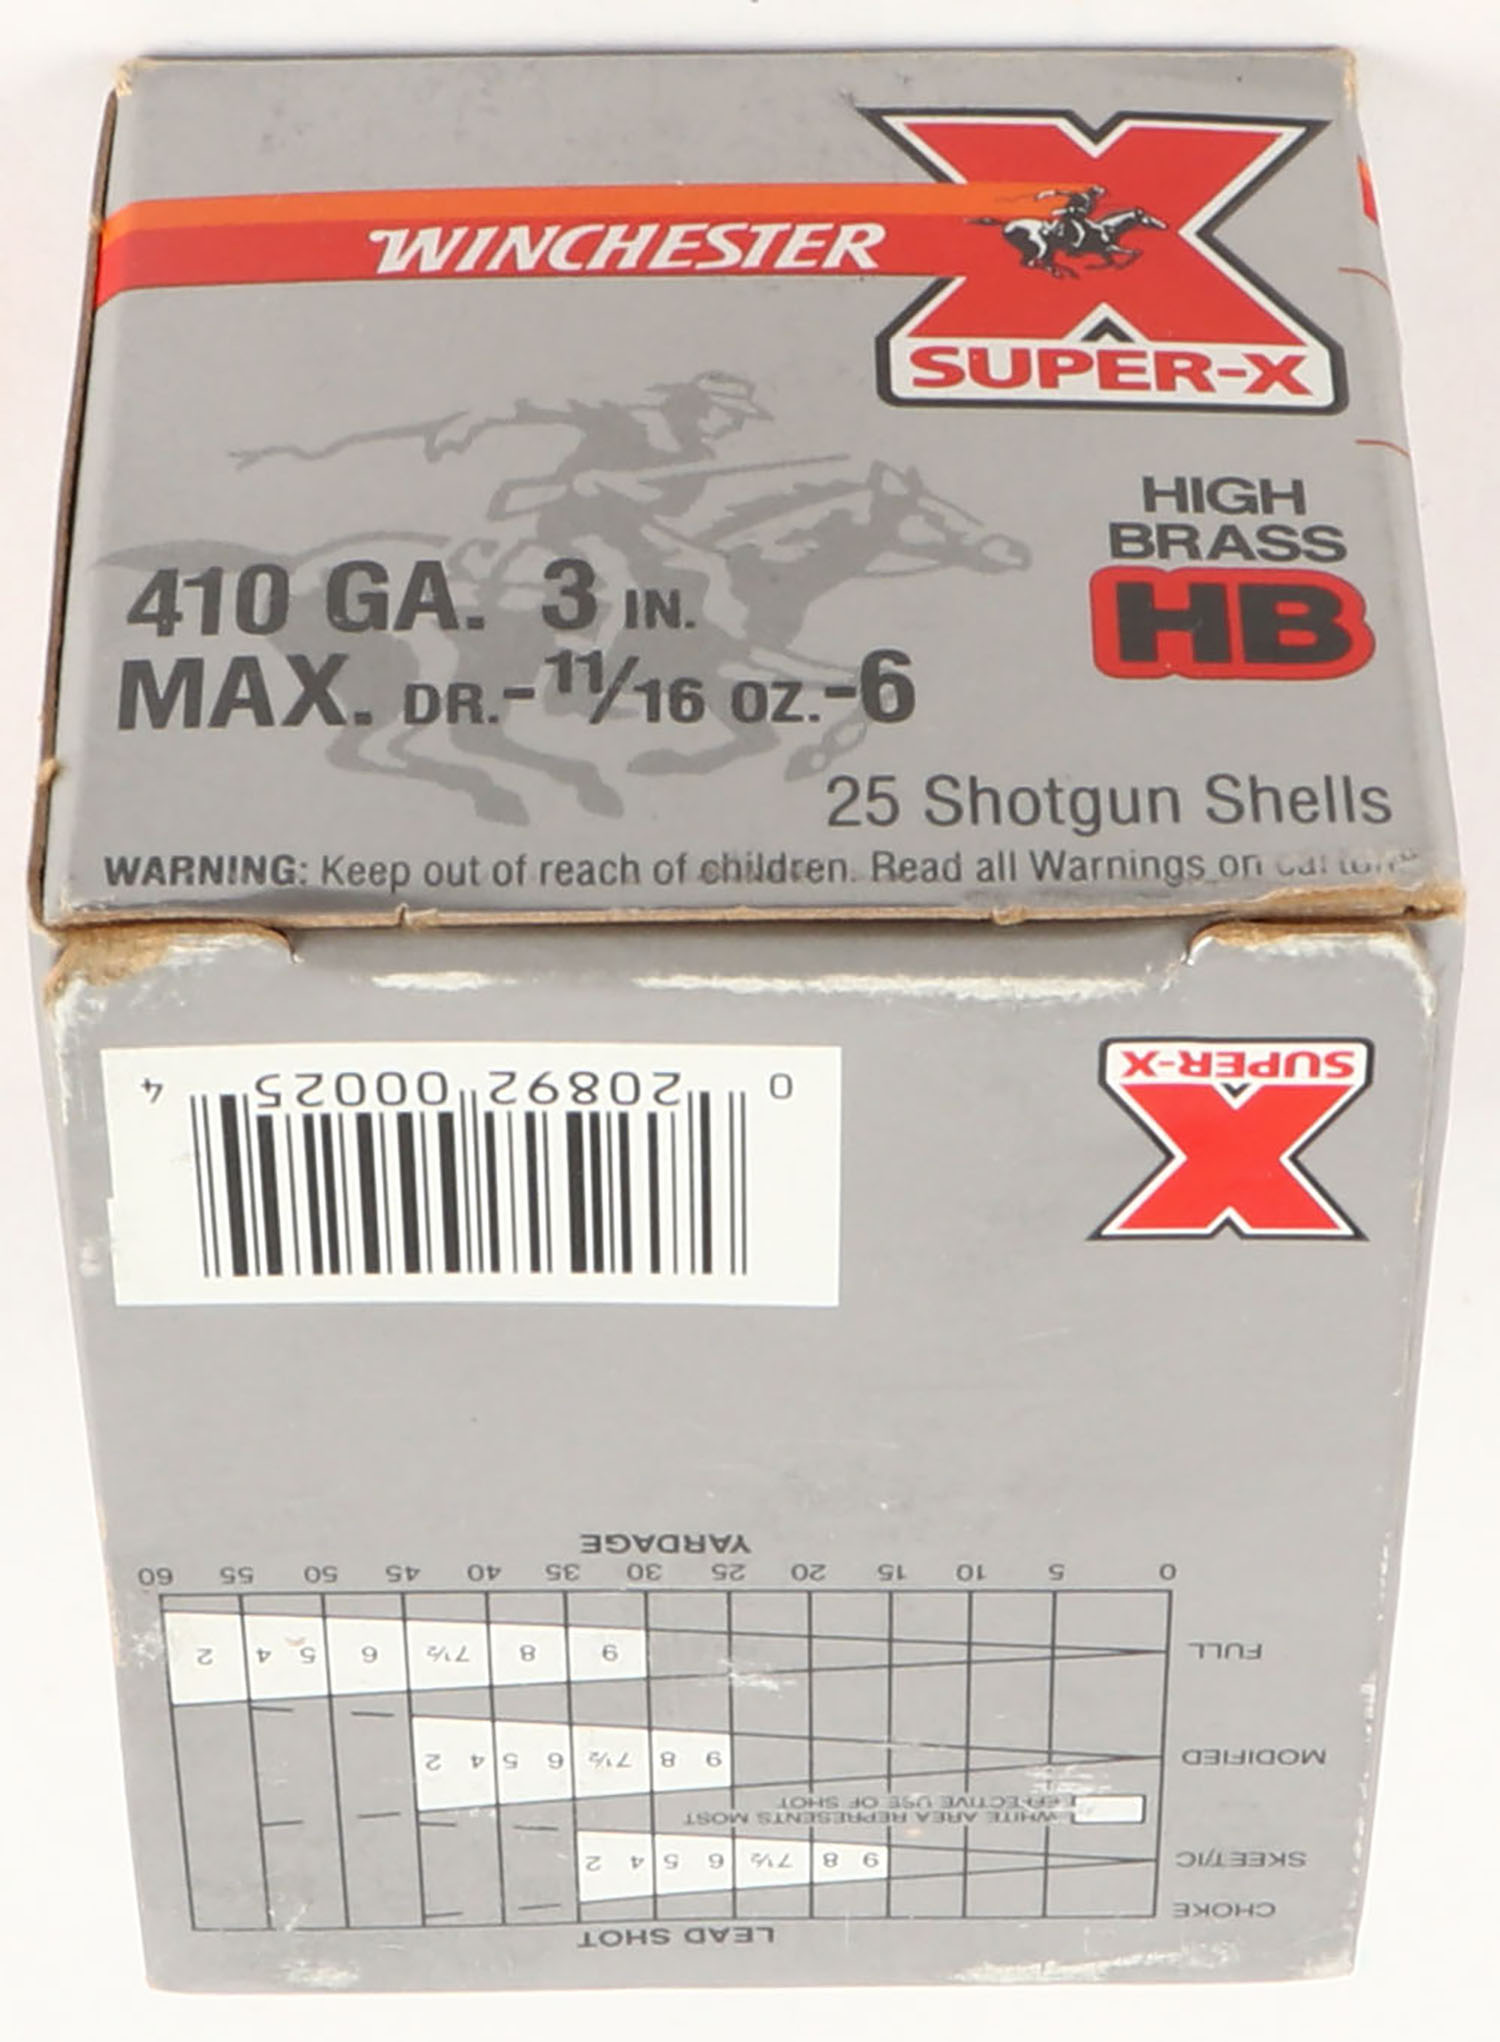 WINCHESTER
SUPER-X
HIGH
BRASS
HB
410 GA. 3 IN.
MAX. DR.-11/16 OZ.-6
25 Shotgun Shells
WARNING: Keep out of reach of children. Read all Warnings on carton.
SUPER-X
0 20892 00025 4
LEAD SHOT
CHOKE
SKEET/IC 9 8 7½ 6 5 4 2
WHITE AREA REPRESENTS MOST
EFFECTIVE USE OF SHOT
MODIFIED 9 8 7½ 6 5 4 2
FULL 9 8 7½ 6 5 4 2
0 5 10 15 20 25 30 35 40 45 50 55 60
YARDAGE